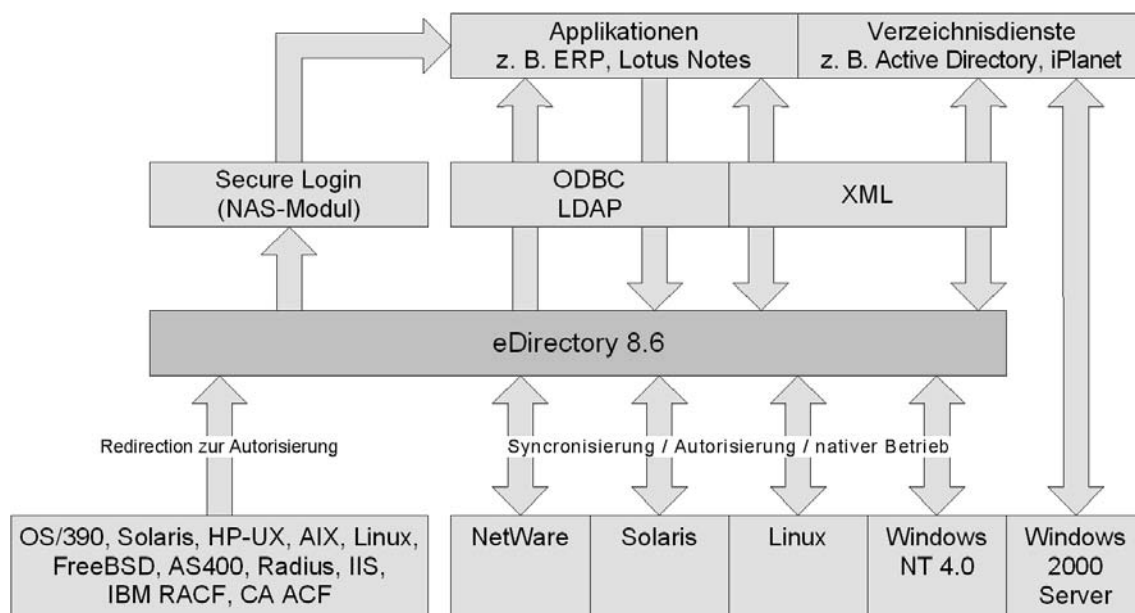 Applikationen
z. B. ERP, Lotus Notes
Verzeichnisdienste
z. B. Active Directory, iPlanet
Secure Login
(NAS-Modul)
ODBC
LDAP
XML
eDirectory 8.6
Redirection zur Autorisierung
Syncronisierung / Autorisierung / nativer Betrieb
OS/390, Solaris, HP-UX, AIX, Linux,
FreeBSD, AS400, Radius, IIS,
IBM RACF, CA ACF
NetWare
Solaris
Linux
Windows
NT 4.0
Windows
2000
Server